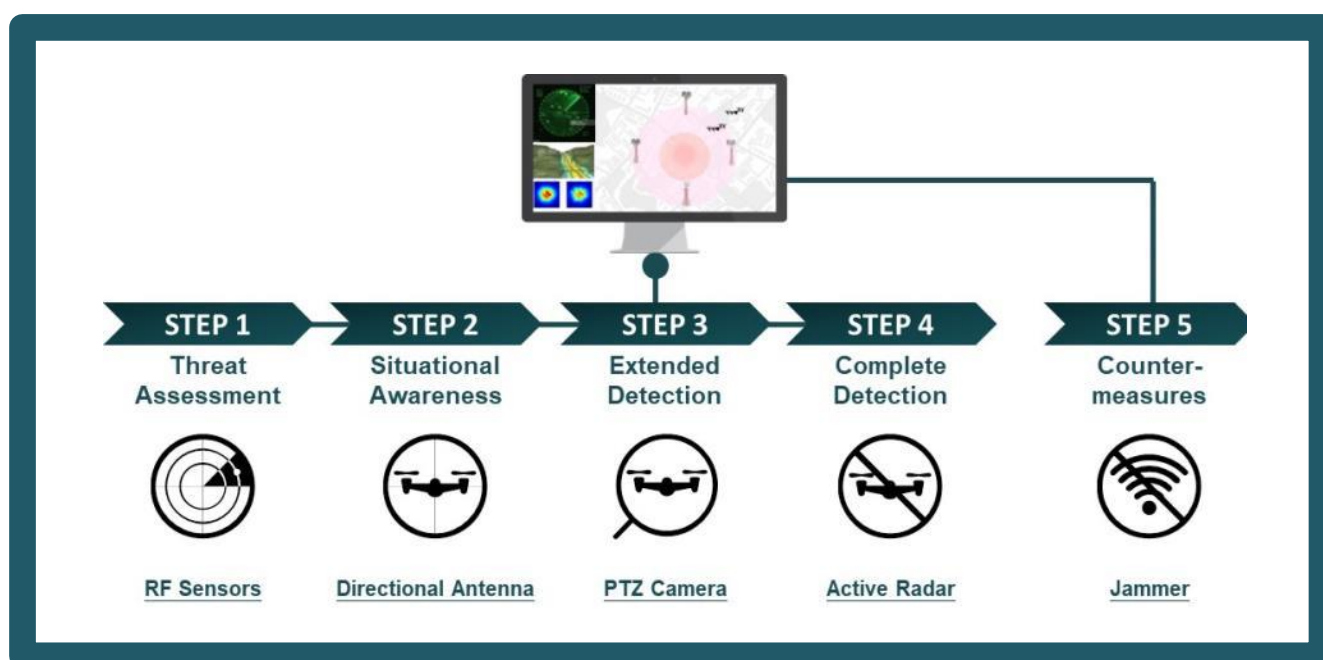 STEP 1
STEP 2
STEP 3
STEP 4
STEP 5
Threat
Assessment
Situational
Awareness
Extended
Detection
Complete
Detection
Counter-
measures
RF Sensors
Directional Antenna
PTZ Camera
Active Radar
Jammer